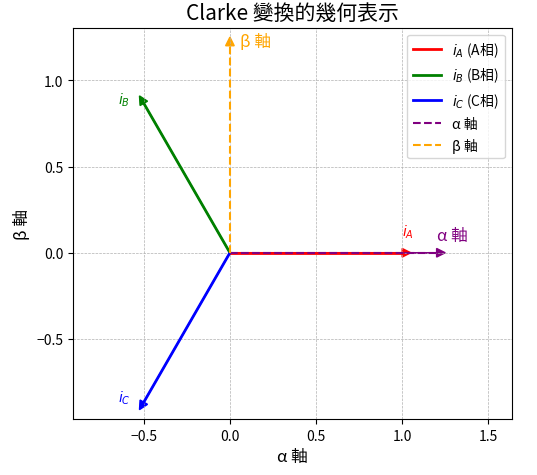 Clarke 變換的幾何表示
β 軸
i_A (A相)
i_B (B相)
i_C (C相)
α 軸
β 軸
1.0
i_B
0.5
β 軸
i_A
α 軸
0.0
−0.5
i_C
−0.5 0.0 0.5 1.0 1.5
α 軸